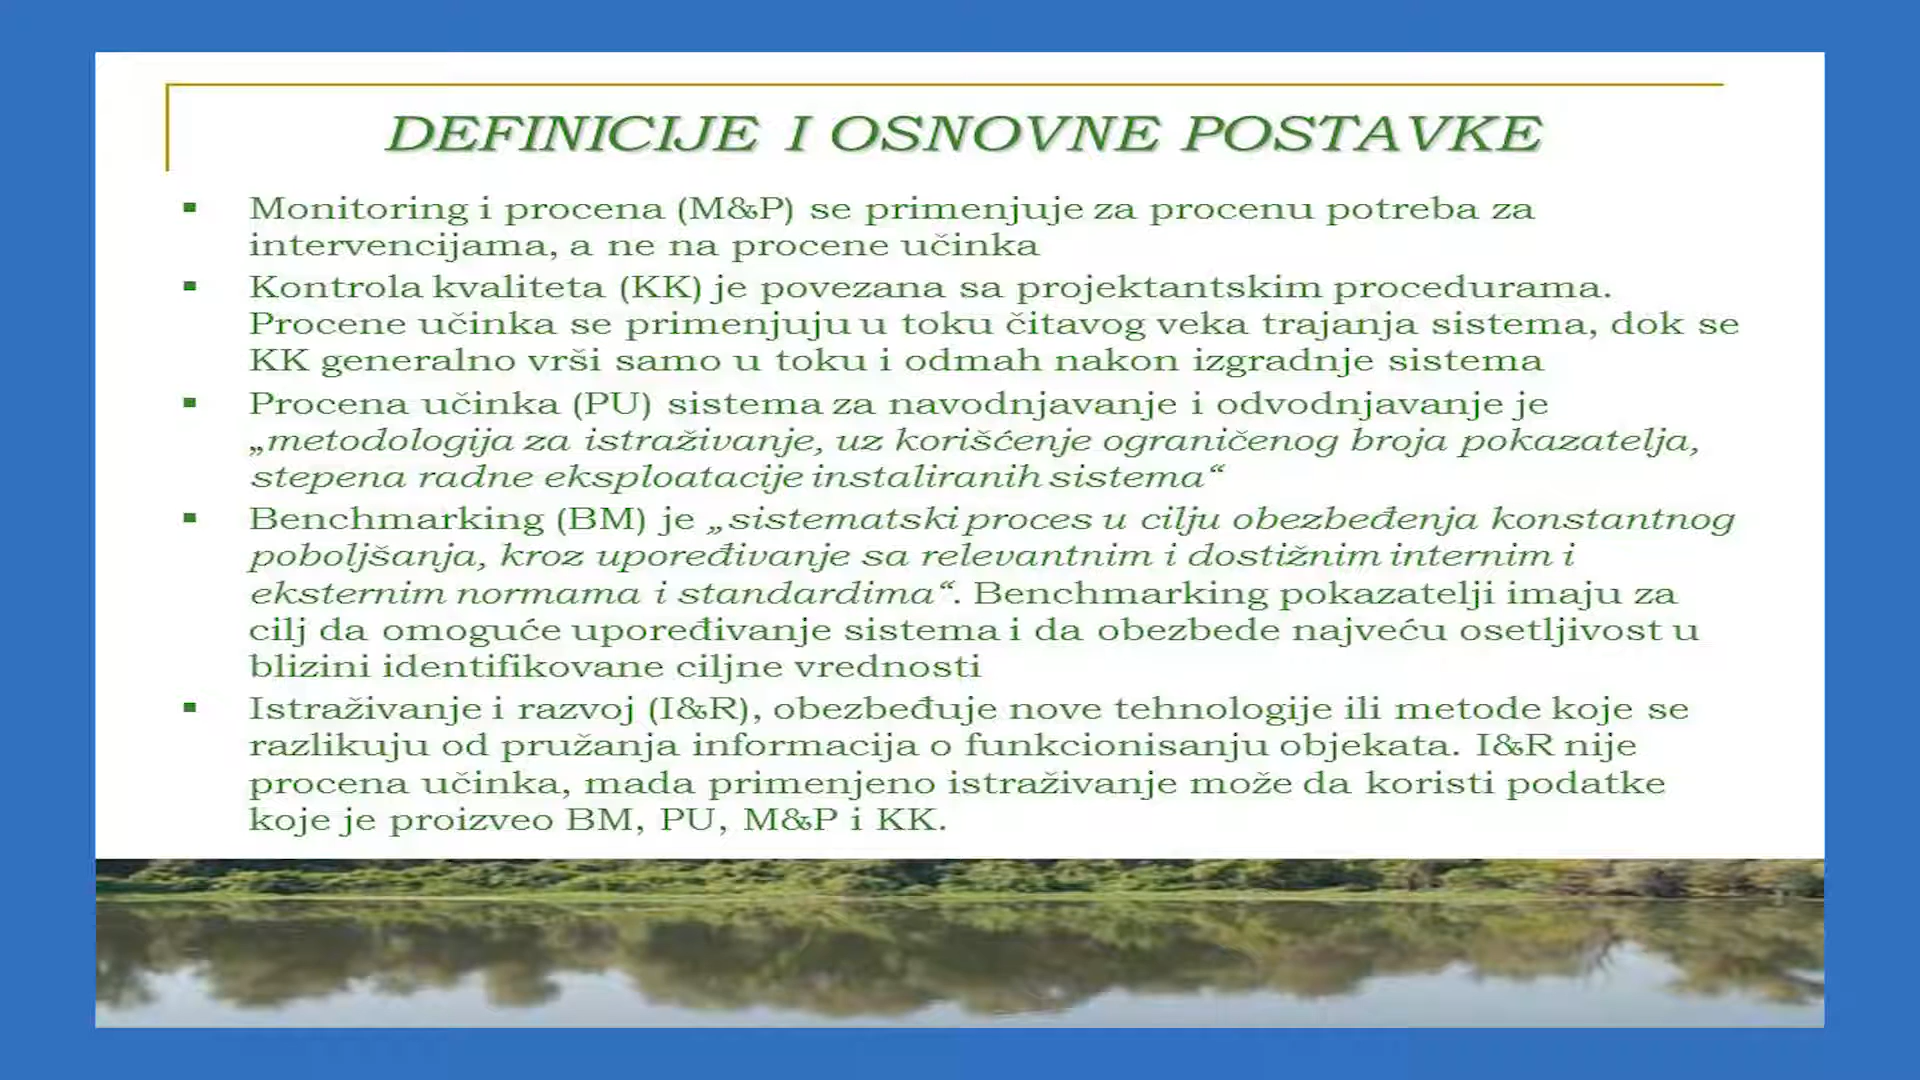 DEFINICIJE I OSNOVNE POSTAVKE
▪ Monitoring i procena (M&P) se primenjuje za procenu potreba za
intervencijama, a ne na procene učinka
▪ Kontrola kvaliteta (KK) je povezana sa projektantskim procedurama.
Procene učinka se primenjuju u toku čitavog veka trajanja sistema, dok se
KK generalno vrši samo u toku i odmah nakon izgradnje sistema
▪ Procena učinka (PU) sistema za navodnjavanje i odvodnjavanje je
„metodologija za istraživanje, uz korišćenje ograničenog broja pokazatelja,
stepena radne eksploatacije instaliranih sistema“
▪ Benchmarking (BM) je „sistematski proces u cilju obezbeđenja konstantnog
poboljšanja, kroz upoređivanje sa relevantnim i dostižnim internim i
eksternim normama i standardima“. Benchmarking pokazatelji imaju za
cilj da omoguće upoređivanje sistema i da obezbede najveću osetljivost u
blizini identifikovane ciljne vrednosti
▪ Istraživanje i razvoj (I&R), obezbeđuje nove tehnologije ili metode koje se
razlikuju od pružanja informacija o funkcionisanju objekata. I&R nije
procena učinka, mada primenjeno istraživanje može da koristi podatke
koje je proizveo BM, PU, M&P i KK.